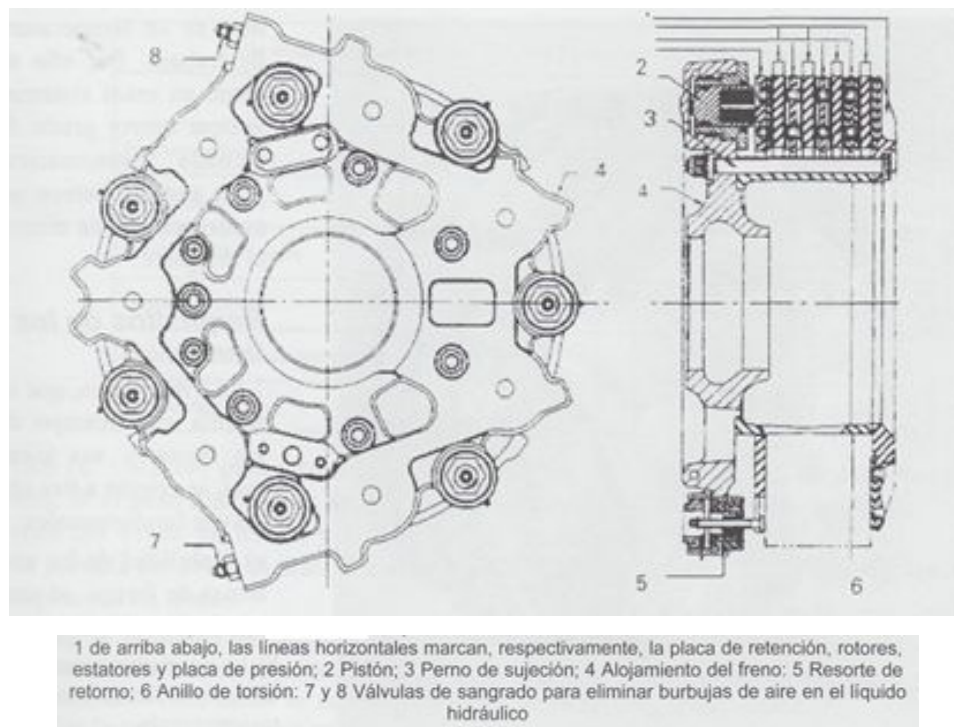 8
4
7
2
3
4
5
6
1 de arriba abajo, las líneas horizontales marcan, respectivamente, la placa de retención, rotores,
estatores y placa de presión; 2 Pistón; 3 Perno de sujeción; 4 Alojamiento del freno: 5 Resorte de
retorno; 6 Anillo de torsión: 7 y 8 Válvulas de sangrado para eliminar burbujas de aire en el líquido
hidráulico